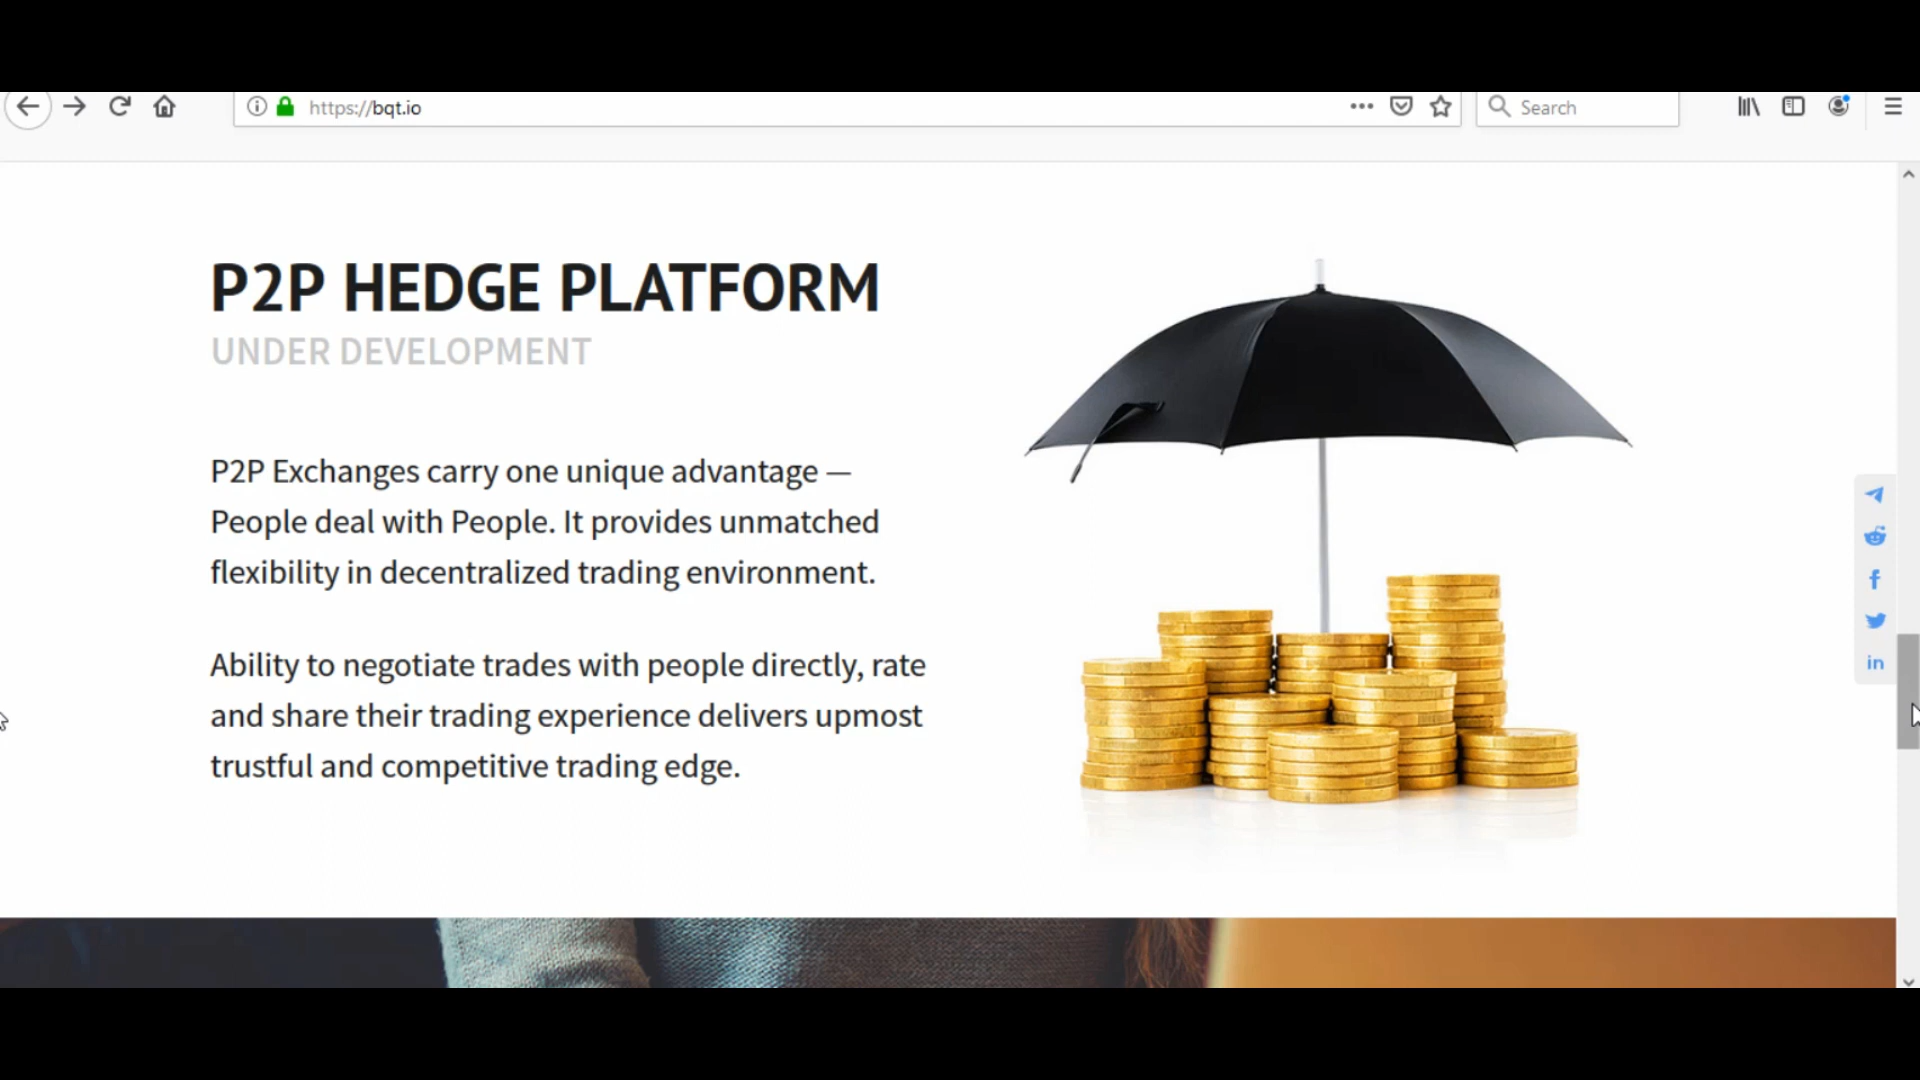 https://bqt.io
Search
P2P HEDGE PLATFORM
UNDER DEVELOPMENT
P2P Exchanges carry one unique advantage —
People deal with People. It provides unmatched
flexibility in decentralized trading environment.
Ability to negotiate trades with people directly, rate
and share their trading experience delivers upmost
trustful and competitive trading edge.